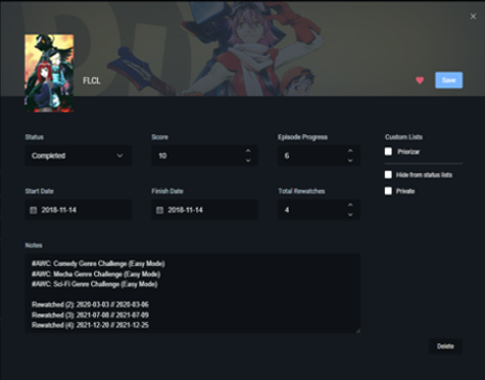 FLCL
Save
Status
Score
Episode Progress
Custom Lists
Completed
10
6
Priorizar
Hide from status lists
Private
Start Date
Finish Date
Total Rewatches
2018-11-14
2018-11-14
4
Notes
#AWC: Comedy Genre Challenge (Easy Mode)
#AWC: Mecha Genre Challenge (Easy Mode)
#AWC: Sci-Fi Genre Challenge (Easy Mode)
Rewatched (2): 2020-03-03 // 2020-03-06
Rewatched (3): 2021-07-08 // 2021-07-09
Rewatched (4): 2021-12-20 // 2021-12-25
Delete